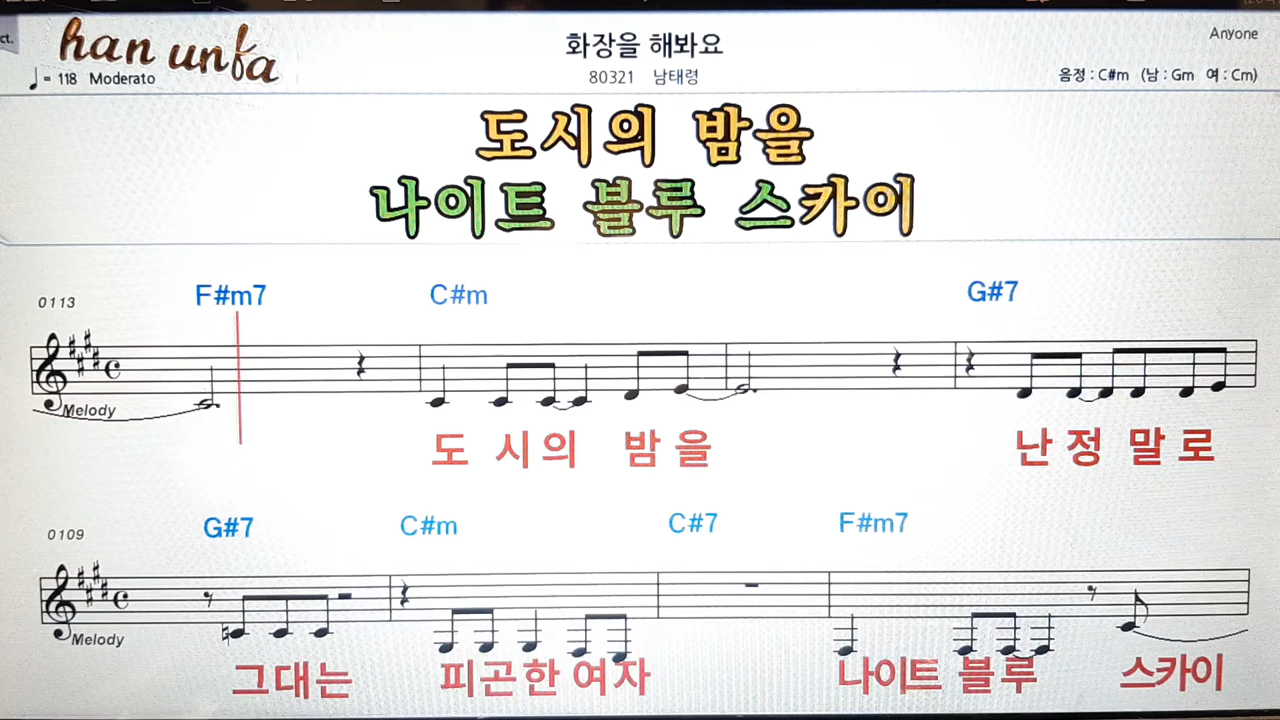 ct.
han unfa
화장을 해봐요
Anyone
♩ = 118 Moderato
80321 남태령
음정 : C#m (남 : Gm 여 : Cm)
도시의 밤을
나이트 블루 스카이
0113
F#m7 C#m G#7
Melody
도 시의 밤 을 난 정 말 로
0109
G#7 C#m C#7 F#m7
Melody
그대는 피곤한 여자 나이트 블루 스카이